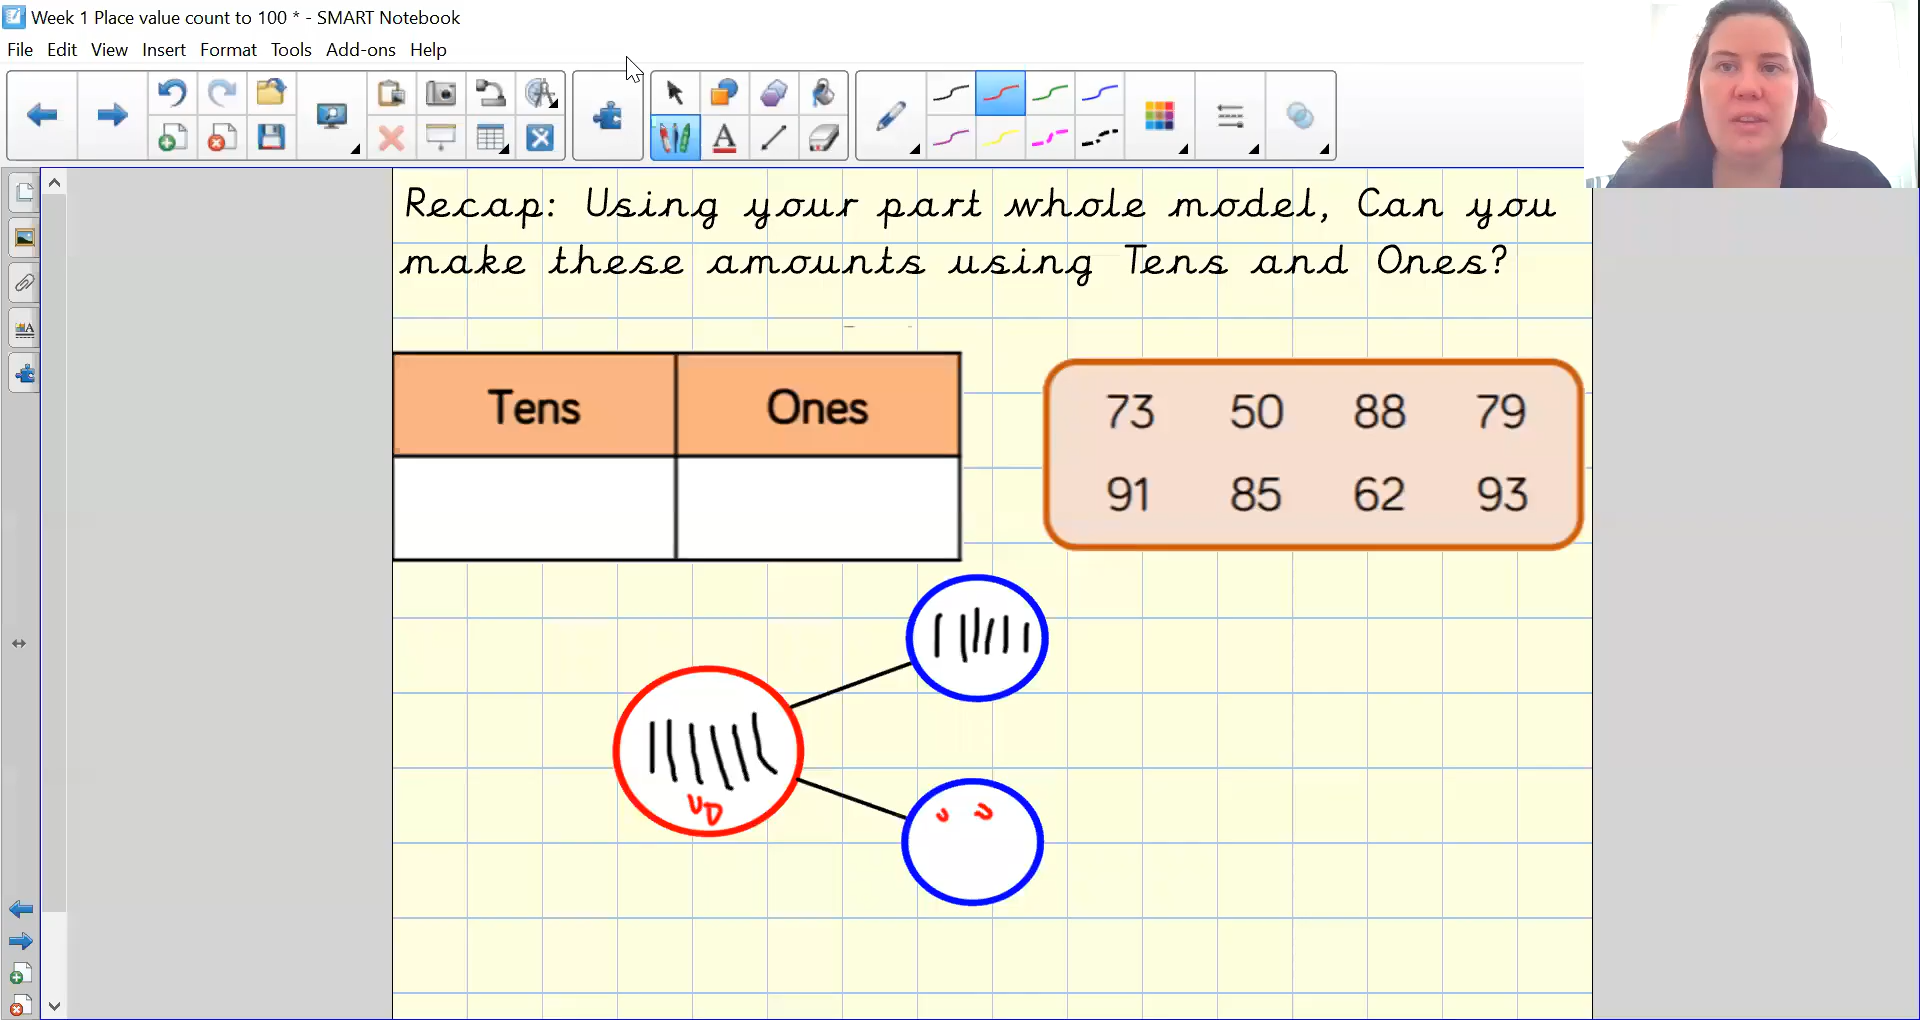 Week 1 Place value count to 100 * - SMART Notebook
File Edit View Insert Format Tools Add-ons Help
Recap: Using your part whole model, Can you
make these amounts using Tens and Ones?
Tens Ones
73 50 88 79
91 85 62 93